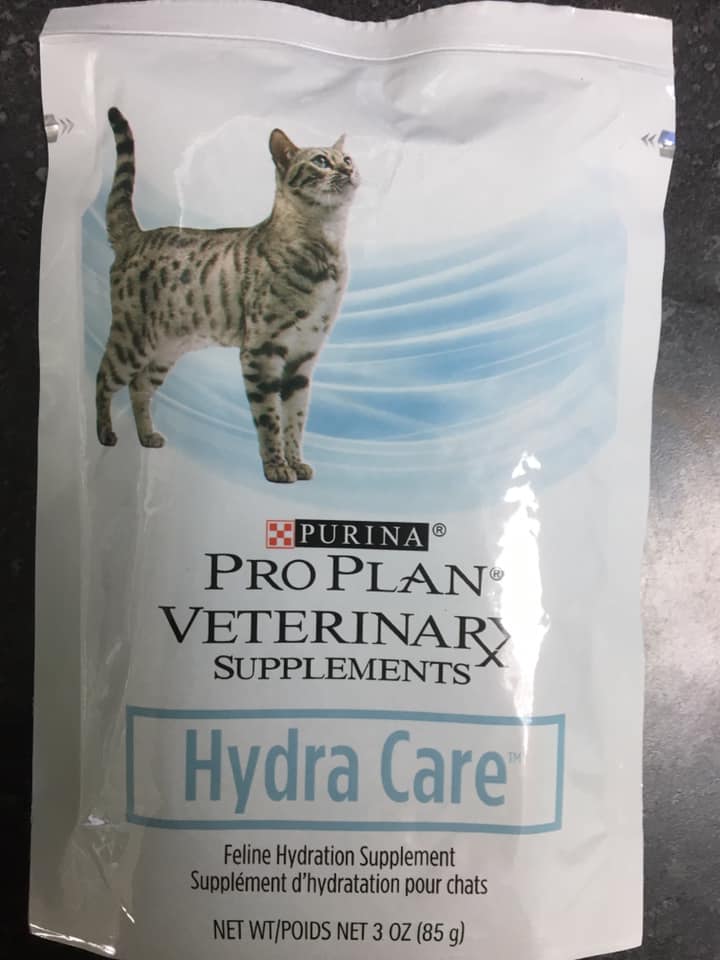 PURINA®
PRO PLAN®
VETERINARY
SUPPLEMENTS
Hydra Care™
Feline Hydration Supplement
Supplément d'hydratation pour chats
NET WT/POIDS NET 3 OZ (85 g)